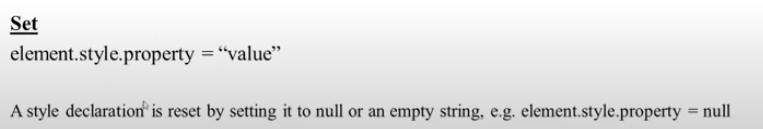 Set
element.style.property = “value”
A style declaration is reset by setting it to null or an empty string, e.g. element.style.property = null